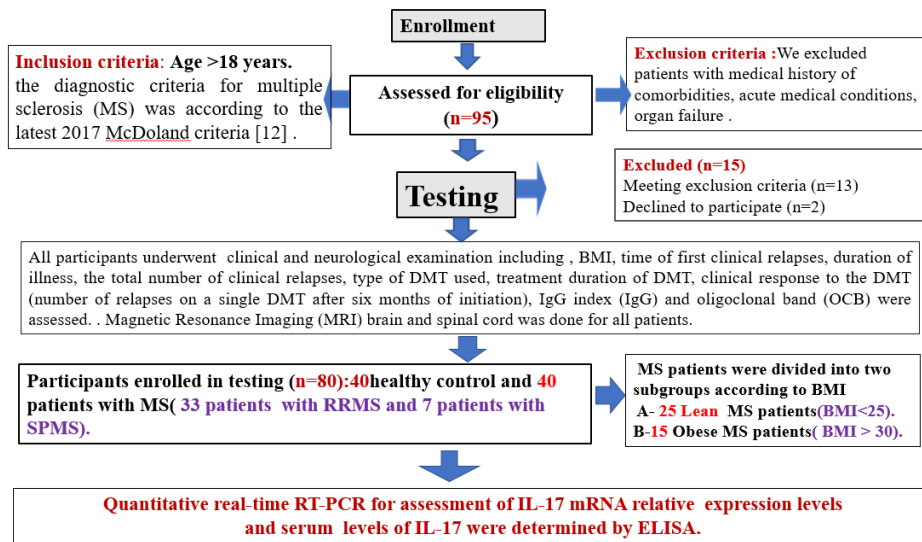 Enrollment
Inclusion criteria: Age >18 years.
the diagnostic criteria for multiple
sclerosis (MS) was according to the
latest 2017 McDoland criteria [12] .
Assessed for eligibility
(n=95)
Exclusion criteria :We excluded
patients with medical history of
comorbidities, acute medical conditions,
organ failure .
Testing
Excluded (n=15)
Meeting exclusion criteria (n=13)
Declined to participate (n=2)
All participants underwent clinical and neurological examination including , BMI, time of first clinical relapses, duration of
illness, the total number of clinical relapses, type of DMT used, treatment duration of DMT, clinical response to the DMT
(number of relapses on a single DMT after six months of initiation), IgG index (IgG) and oligoclonal band (OCB) were
assessed. . Magnetic Resonance Imaging (MRI) brain and spinal cord was done for all patients.
Participants enrolled in testing (n=80):40healthy control and 40
patients with MS( 33 patients with RRMS and 7 patients with
SPMS).
MS patients were divided into two
subgroups according to BMI
A- 25 Lean MS patients(BMI<25).
B-15 Obese MS patients( BMI > 30).
Quantitative real-time RT-PCR for assessment of IL-17 mRNA relative expression levels
and serum levels of IL-17 were determined by ELISA.